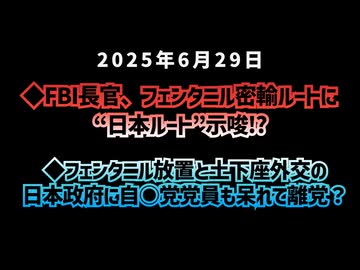 2025年6月29日
◆FBI長官、フェンタニル密輸ルートに
“日本ルート”示唆!?
◆フェンタニル放置と土下座外交の
日本政府に自◉党党員も呆れて離党？